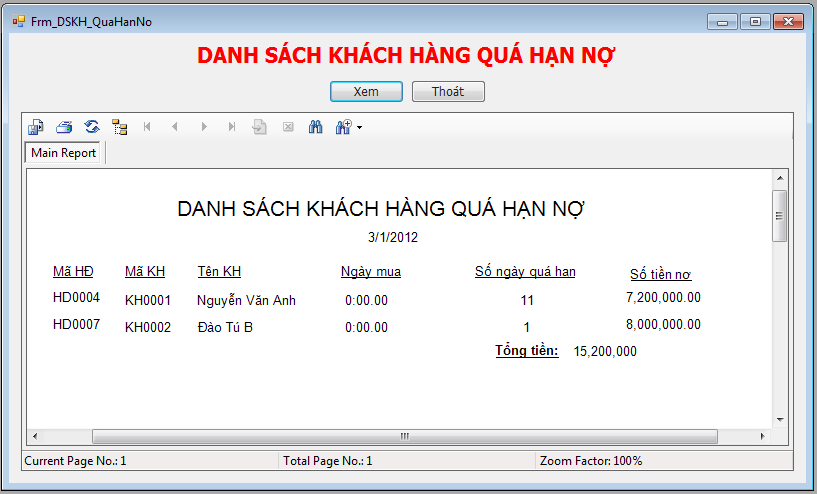 Frm_DSKH_QuaHanNo
DANH SÁCH KHÁCH HÀNG QUÁ HẠN NỢ
Xem Thoát
Main Report
DANH SÁCH KHÁCH HÀNG QUÁ HẠN NỢ
3/1/2012
Mã HĐ Mã KH Tên KH Ngày mua Số ngày quá han Số tiền nợ
HD0004 KH0001 Nguyễn Văn Anh 0:00.00 11 7,200,000.00
HD0007 KH0002 Đào Tú B 0:00.00 1 8,000,000.00
Tổng tiền: 15,200,000
Current Page No.: 1 Total Page No.: 1 Zoom Factor: 100%